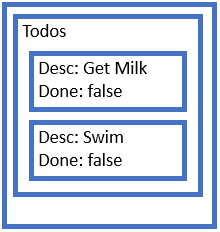 Todos
Desc: Get Milk
Done: false
Desc: Swim
Done: false